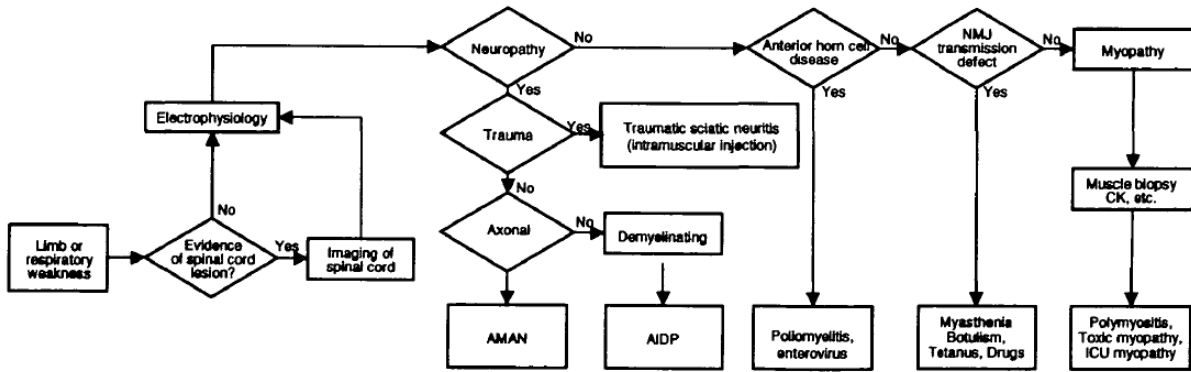 Neuropathy
No
Anterior horn cell
disease
No
NMJ
transmission
defect
No
Myopathy
Yes
Yes
Yes
Electrophysiology
Trauma
Yes
Traumatic sciatic neuritis
(intramuscular injection)
No
No
Muscle biopsy
CK, etc.
Limb or
respiratory
weakness
Evidence
of spinal cord
lesion?
Yes
Imaging of
spinal cord
Axonal
No
Demyelinating
AMAN
AIDP
Poliomyelitis,
enterovirus
Myasthenia
Botulism,
Tetanus, Drugs
Polymyositis,
Toxic myopathy,
ICU myopathy